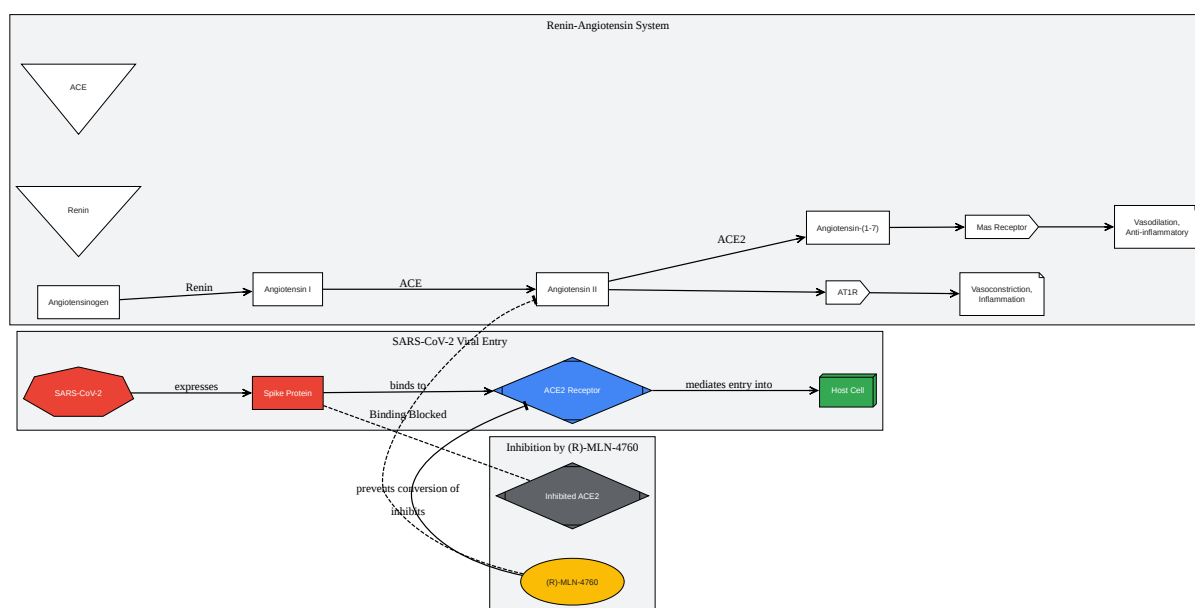 Renin-Angiotensin System
ACE
Renin
Angiotensinogen
Renin
Angiotensin I
ACE
Angiotensin II
ACE2
Angiotensin-(1-7)
Mas Receptor
Vasodilation,
Anti-inflammatory
AT1R
Vasoconstriction,
Inflammation
SARS-CoV-2 Viral Entry
SARS-CoV-2
expresses
Spike Protein
binds to
ACE2 Receptor
mediates entry into
Host Cell
Binding Blocked
Inhibition by (R)-MLN-4760
Inhibited ACE2
prevents conversion of
inhibits
(R)-MLN-4760